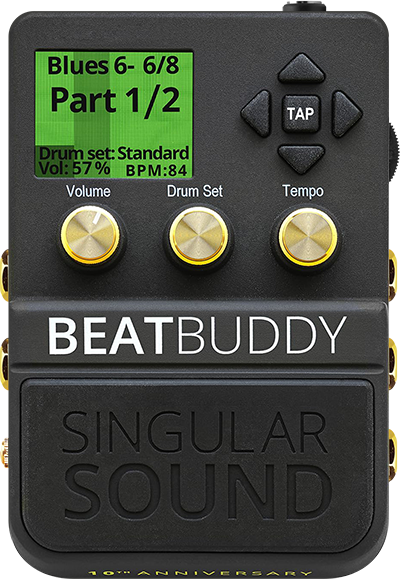 Blues 6- 6/8
Part 1/2
Drum set: Standard
Vol: 57% BPM:84
Volume Drum Set Tempo
TAP
BEATBUDDY
SINGULAR
SOUND
10TH ANNIVERSARY